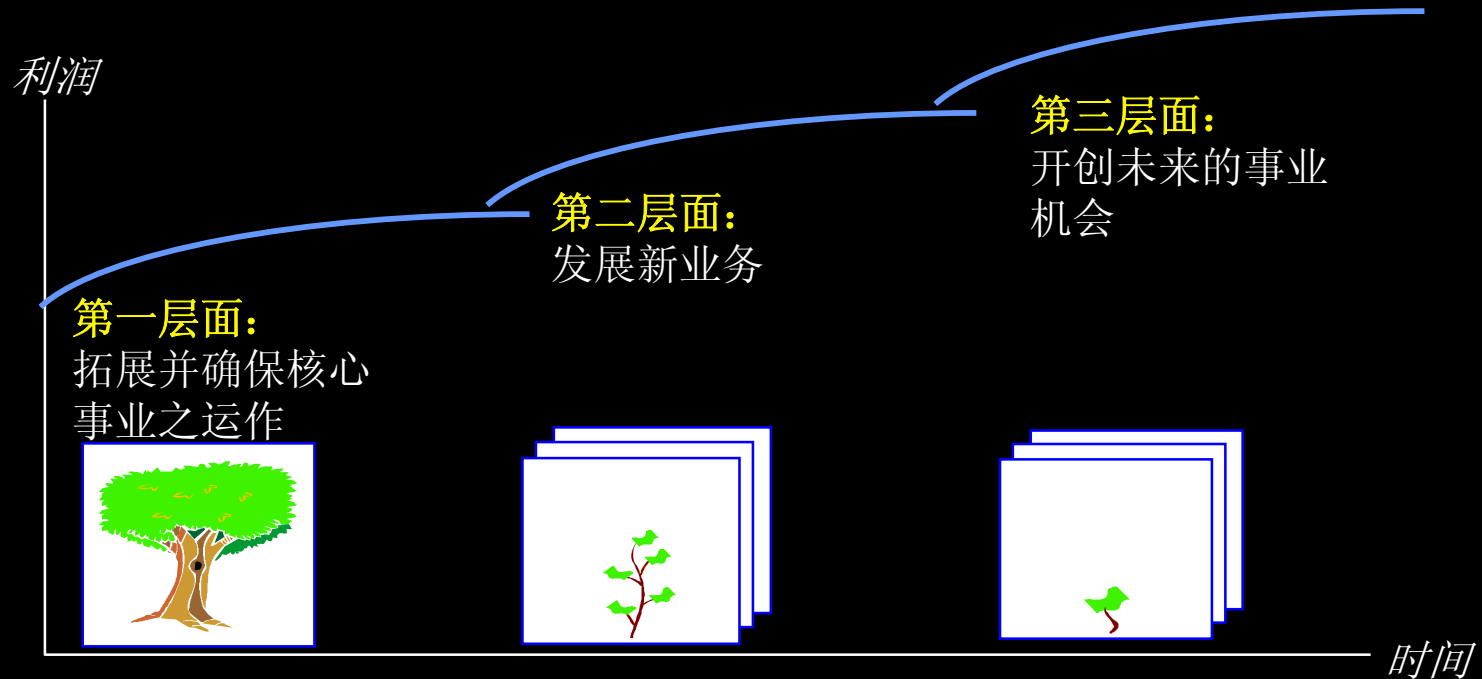 利润
第一层面：
拓展并确保核心
事业之运作
第二层面：
发展新业务
第三层面：
开创未来的事业
机会
时间